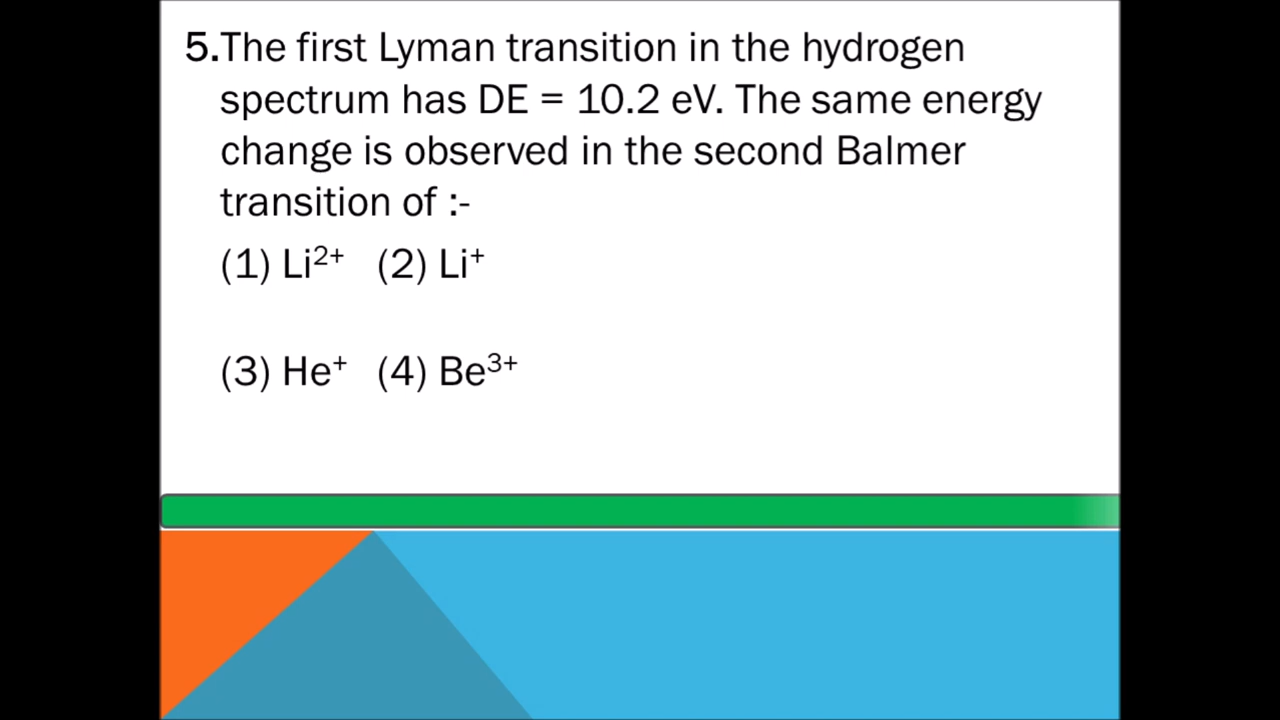 5.The first Lyman transition in the hydrogen
spectrum has DE = 10.2 eV. The same energy
change is observed in the second Balmer
transition of :-
(1) Li²⁺ (2) Li⁺
(3) He⁺ (4) Be³⁺